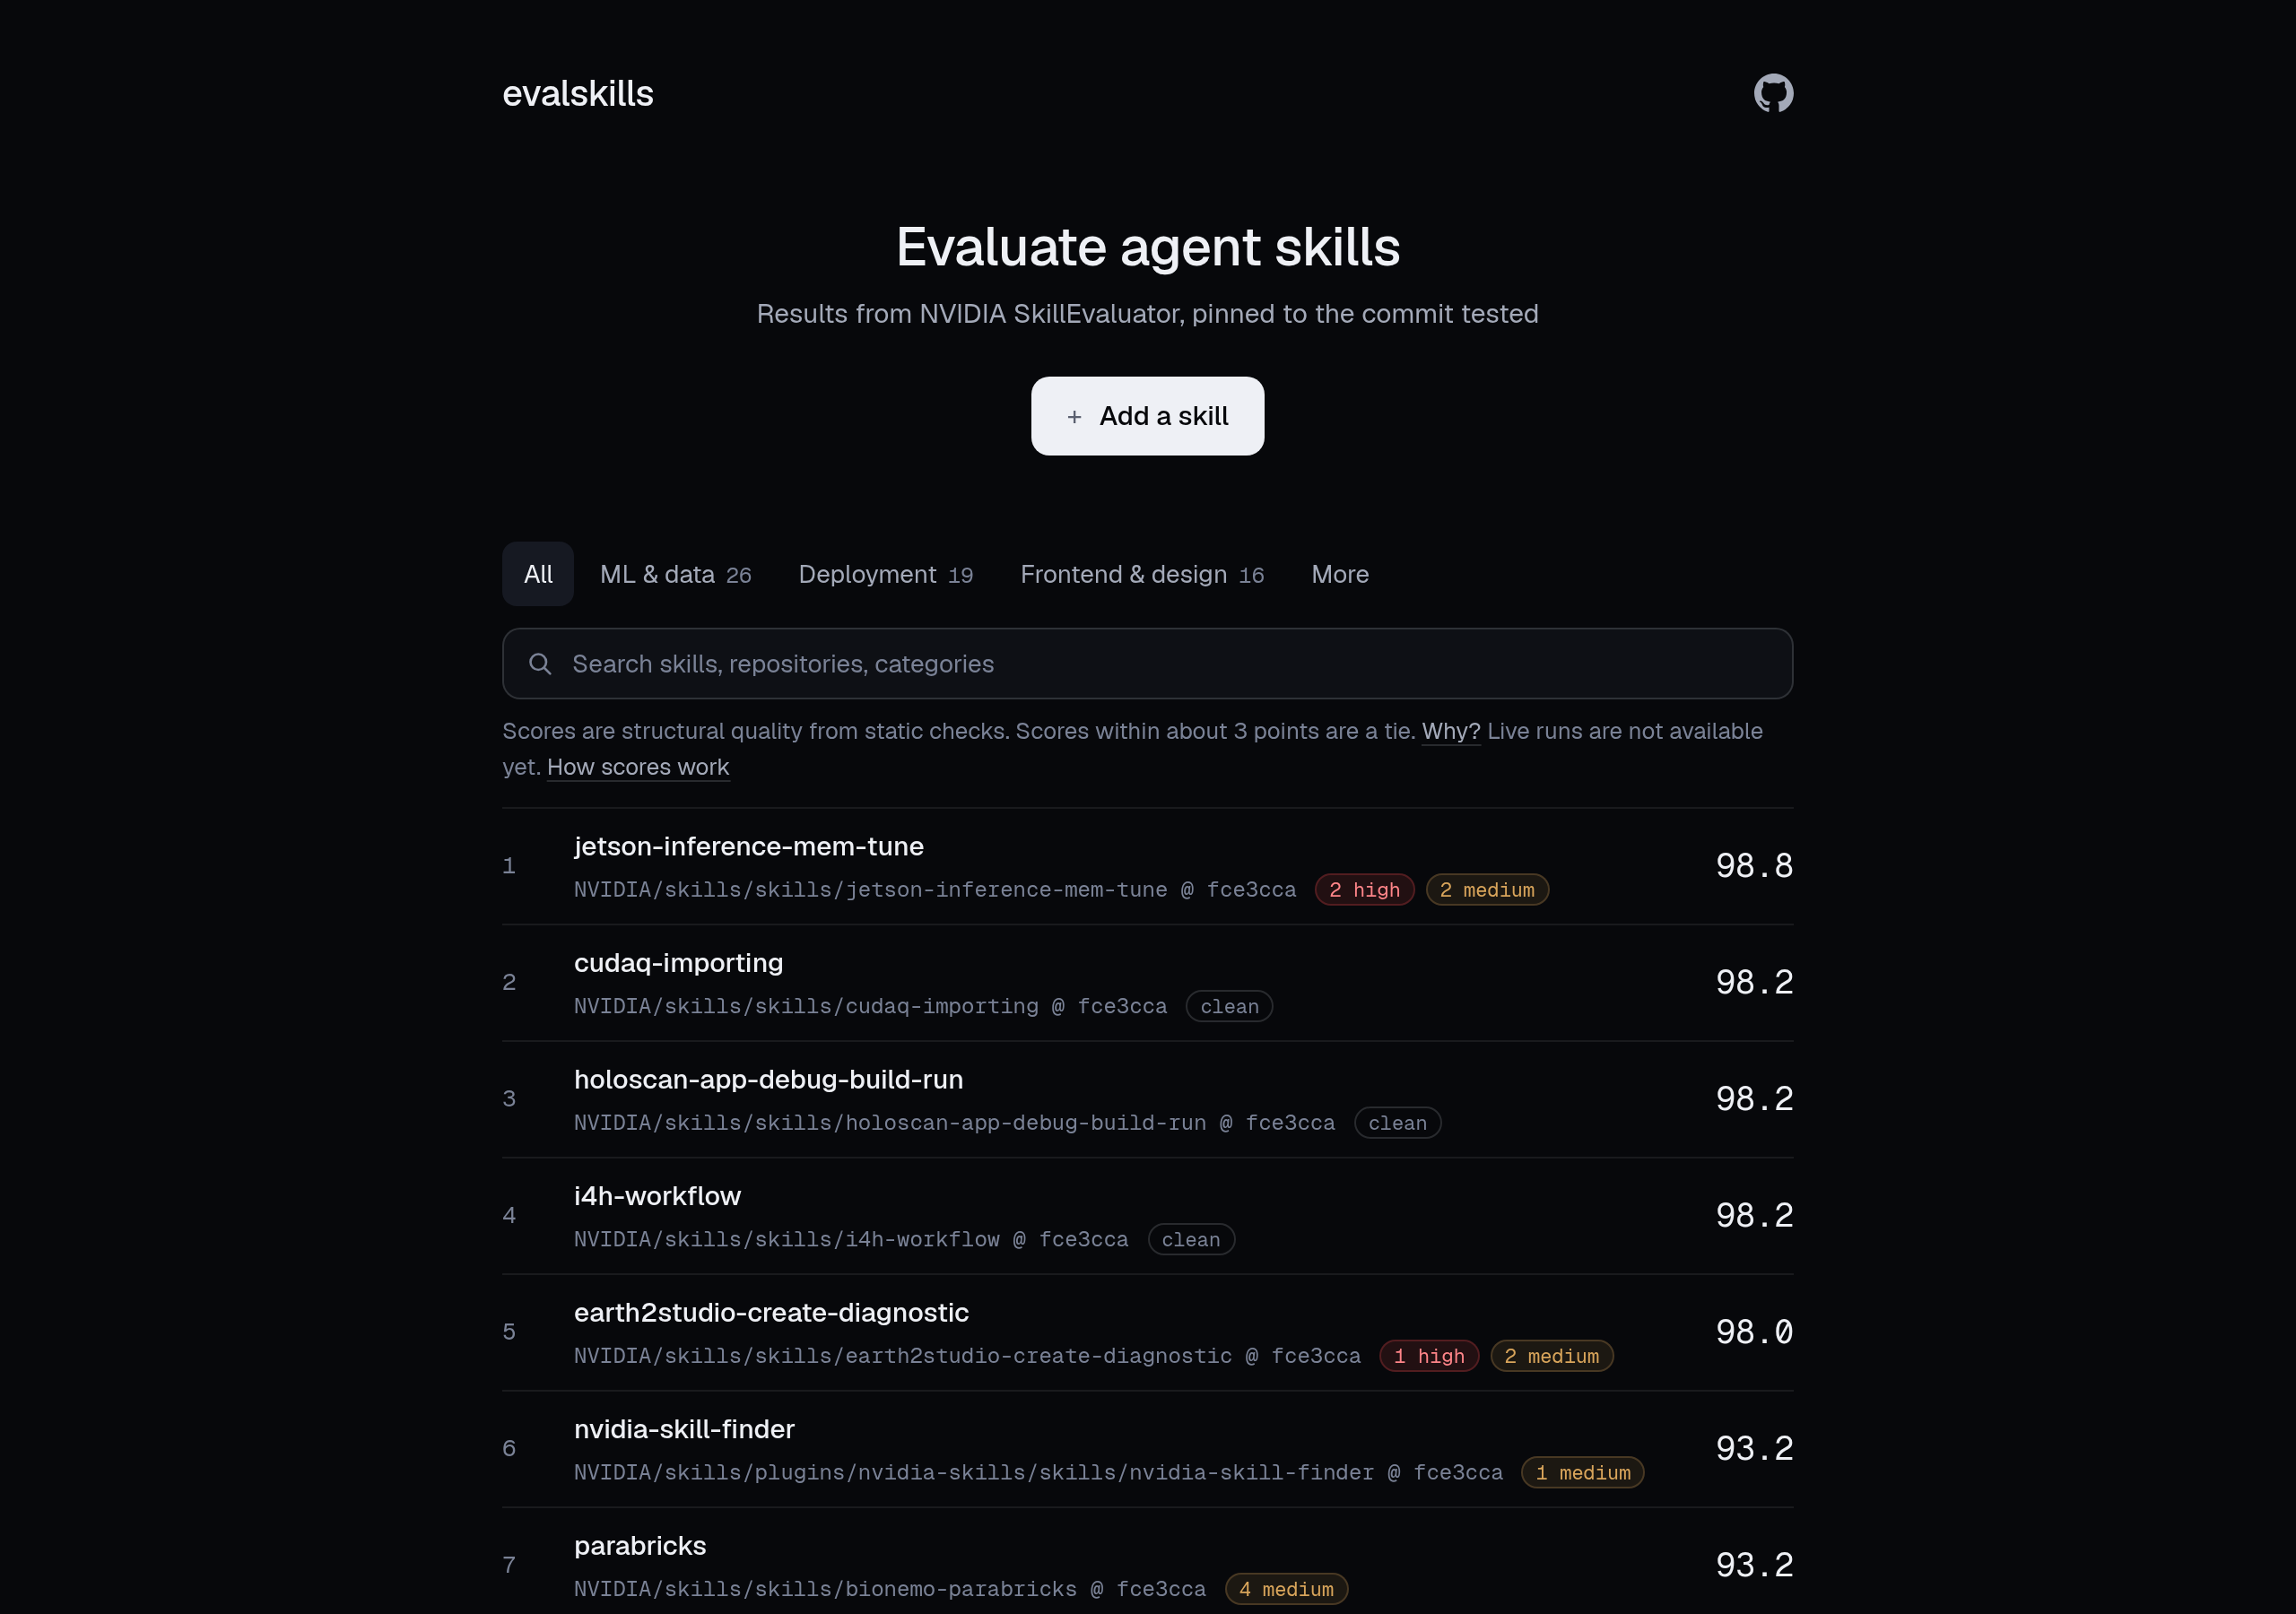 evalskills
Evaluate agent skills
Results from NVIDIA SkillEvaluator, pinned to the commit tested
+ Add a skill
All ML & data 26 Deployment 19 Frontend & design 16 More
Search skills, repositories, categories
Scores are structural quality from static checks. Scores within about 3 points are a tie. Why? Live runs are not available
yet. How scores work
1 jetson-inference-mem-tune 98.8
NVIDIA/skills/skills/jetson-inference-mem-tune @ fce3cca 2 high 2 medium
2 cudaq-importing 98.2
NVIDIA/skills/skills/cudaq-importing @ fce3cca clean
3 holoscan-app-debug-build-run 98.2
NVIDIA/skills/skills/holoscan-app-debug-build-run @ fce3cca clean
4 i4h-workflow 98.2
NVIDIA/skills/skills/i4h-workflow @ fce3cca clean
5 earth2studio-create-diagnostic 98.0
NVIDIA/skills/skills/earth2studio-create-diagnostic @ fce3cca 1 high 2 medium
6 nvidia-skill-finder 93.2
NVIDIA/skills/plugins/nvidia-skills/skills/nvidia-skill-finder @ fce3cca 1 medium
7 parabricks 93.2
NVIDIA/skills/skills/bionemo-parabricks @ fce3cca 4 medium